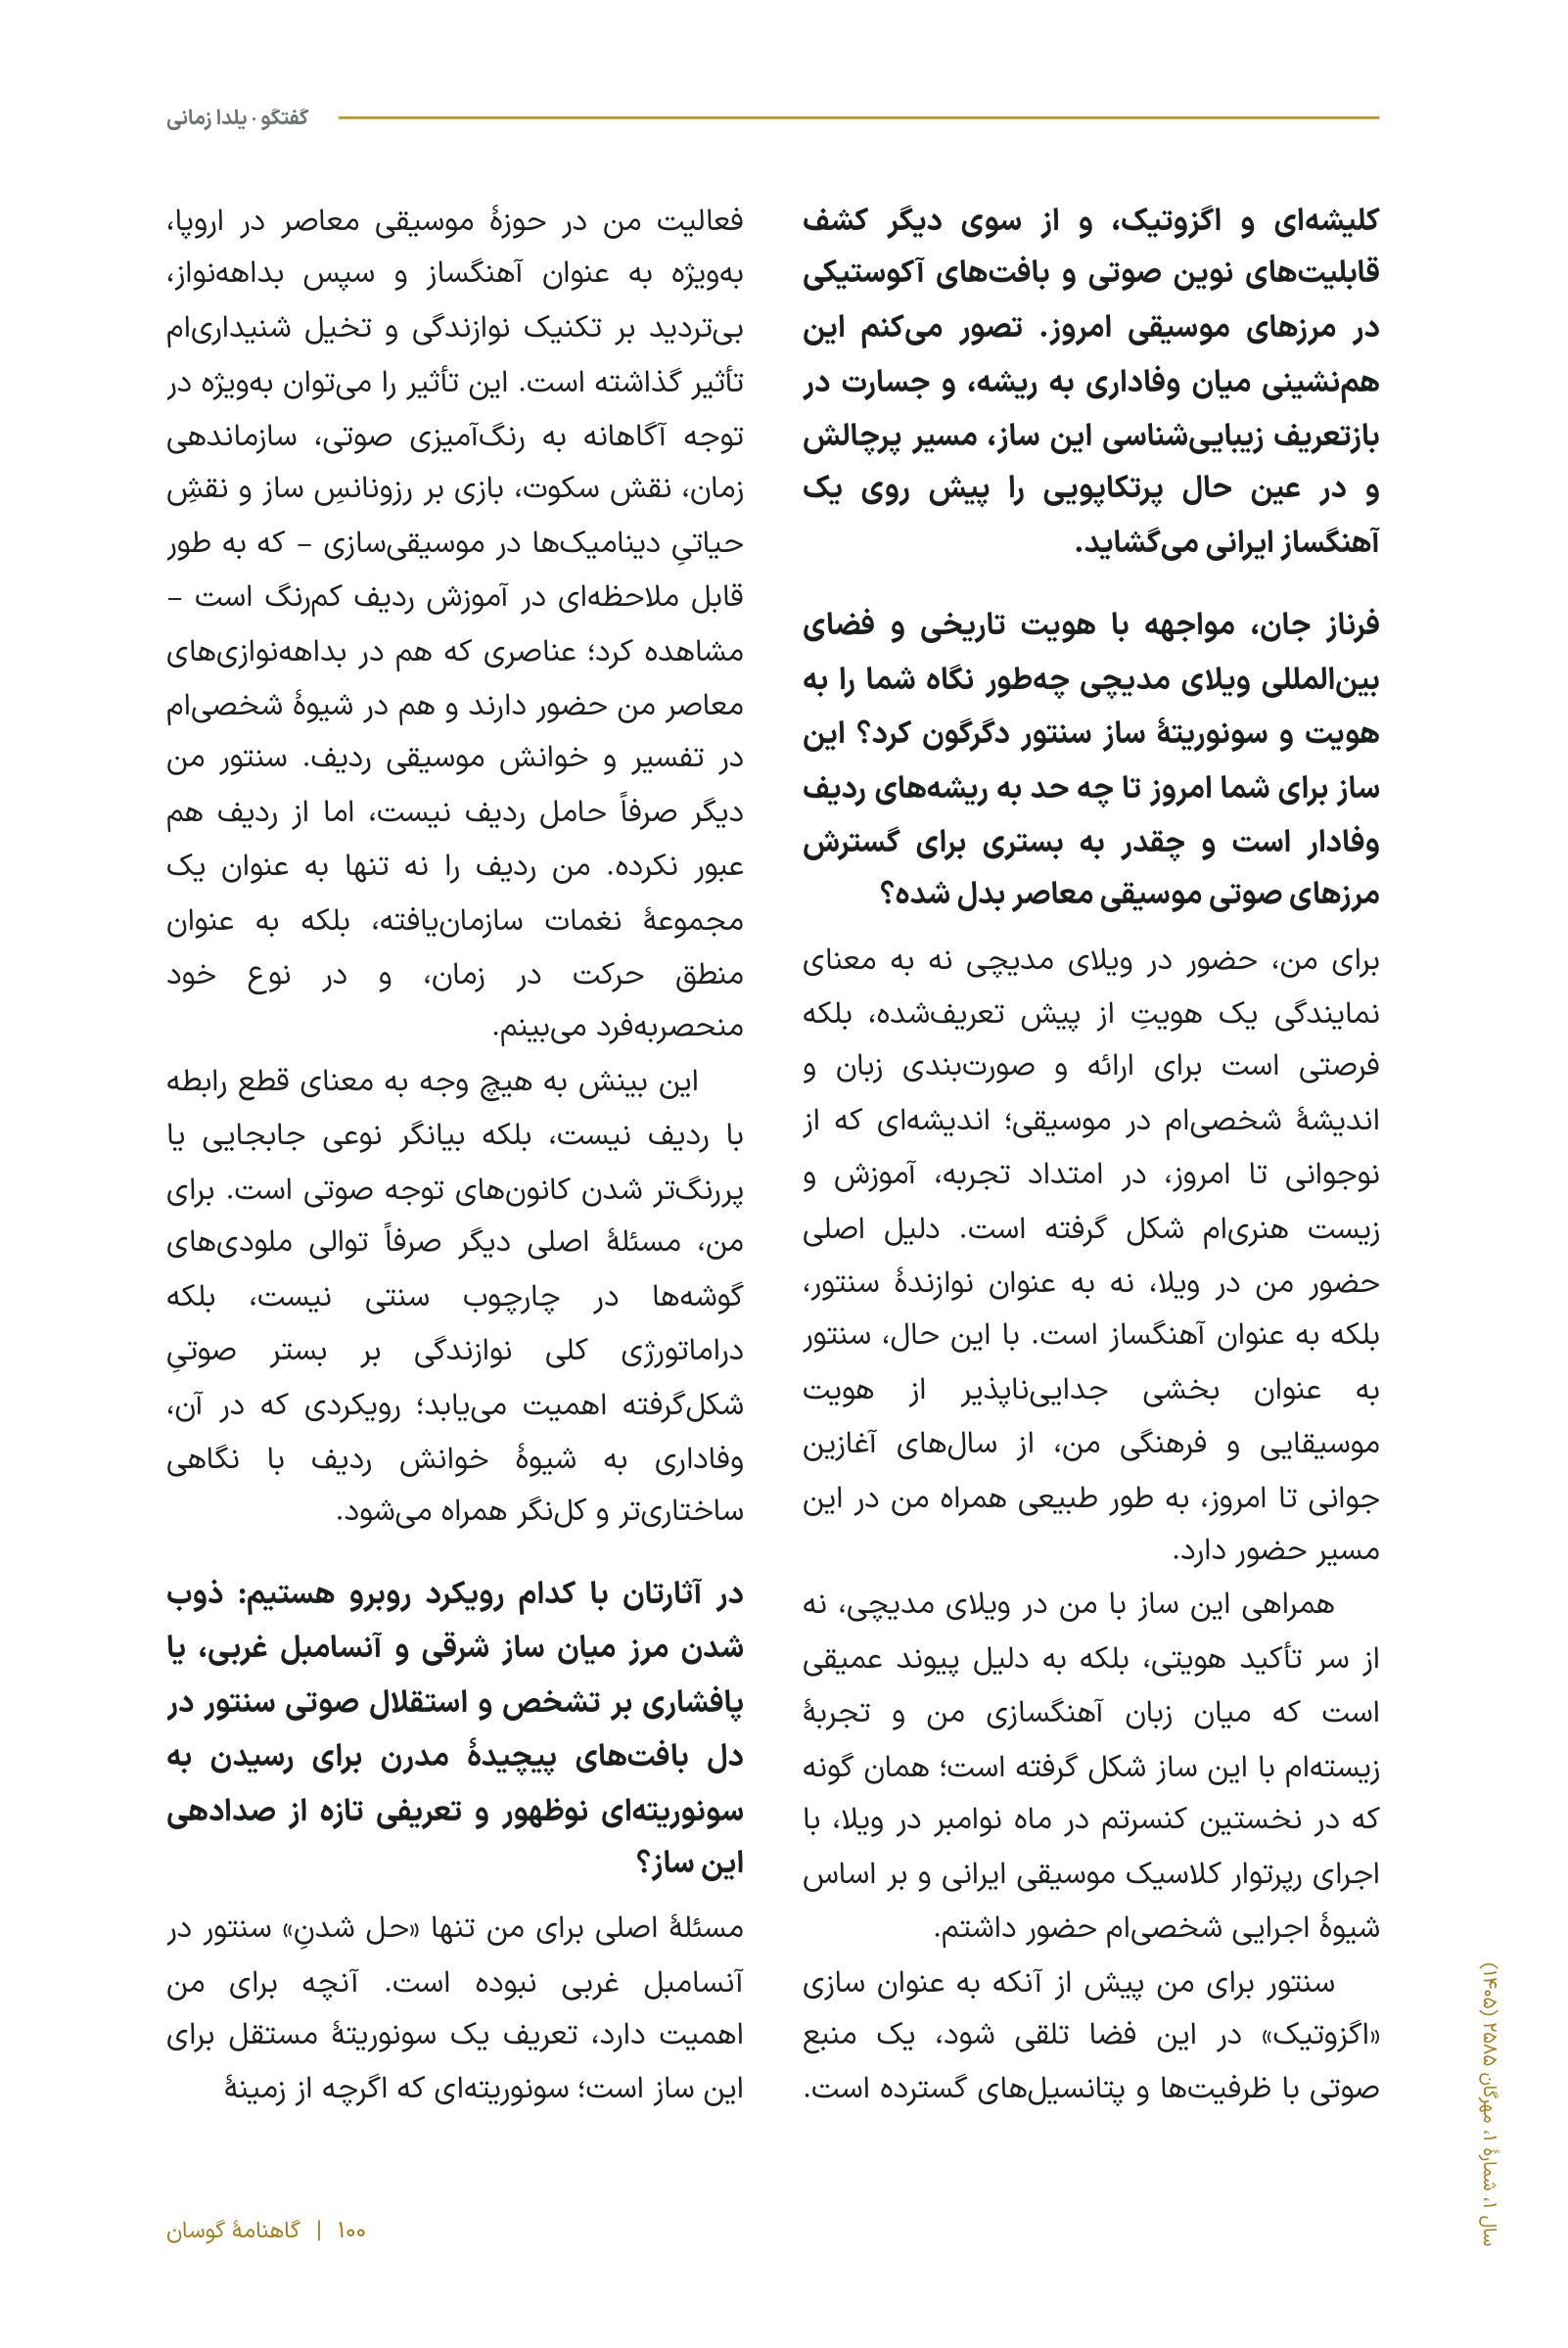 گفتگو · یلدا زمانی
کلیشه‌ای و اگزوتیک، و از سوی دیگر کشف
قابلیت‌های نوین صوتی و بافت‌های آکوستیکی
در مرزهای موسیقی امروز. تصور می‌کنم این
هم‌نشینی میان وفاداری به ریشه، و جسارت در
بازتعریف زیبایی‌شناسی این ساز، مسیر پرچالش
و در عین حال پرتکاپویی را پیش روی یک
آهنگساز ایرانی می‌گشاید.
فرناز جان، مواجهه با هویت تاریخی و فضای
بین‌المللی ویلای مدیچی چه‌طور نگاه شما را به
هویت و سونوریتهٔ ساز سنتور دگرگون کرد؟ این
ساز برای شما امروز تا چه حد به ریشه‌های ردیف
وفادار است و چقدر به بستری برای گسترش
مرزهای صوتی موسیقی معاصر بدل شده؟
برای من، حضور در ویلای مدیچی نه به معنای
نمایندگی یک هویتِ از پیش تعریف‌شده، بلکه
فرصتی است برای ارائه و صورت‌بندی زبان و
اندیشهٔ شخصی‌ام در موسیقی؛ اندیشه‌ای که از
نوجوانی تا امروز، در امتداد تجربه، آموزش و
زیست هنری‌ام شکل گرفته است. دلیل اصلی
حضور من در ویلا، نه به عنوان نوازندهٔ سنتور،
بلکه به عنوان آهنگساز است. با این حال، سنتور
به عنوان بخشی جدایی‌ناپذیر از هویت
موسیقایی و فرهنگی من، از سال‌های آغازین
جوانی تا امروز، به طور طبیعی همراه من در این
مسیر حضور دارد.
همراهی این ساز با من در ویلای مدیچی، نه
از سر تأکید هویتی، بلکه به دلیل پیوند عمیقی
است که میان زبان آهنگسازی من و تجربهٔ
زیسته‌ام با این ساز شکل گرفته است؛ همان گونه
که در نخستین کنسرتم در ماه نوامبر در ویلا، با
اجرای رپرتوار کلاسیک موسیقی ایرانی و بر اساس
شیوهٔ اجرایی شخصی‌ام حضور داشتم.
سنتور برای من پیش از آنکه به عنوان سازی
«اگزوتیک» در این فضا تلقی شود، یک منبع
صوتی با ظرفیت‌ها و پتانسیل‌های گسترده است.
فعالیت من در حوزهٔ موسیقی معاصر در اروپا،
به‌ویژه به عنوان آهنگساز و سپس بداهه‌نواز،
بی‌تردید بر تکنیک نوازندگی و تخیل شنیداری‌ام
تأثیر گذاشته است. این تأثیر را می‌توان به‌ویژه در
توجه آگاهانه به رنگ‌آمیزی صوتی، سازماندهی
زمان، نقش سکوت، بازی بر رزونانسِ ساز و نقشِ
حیاتیِ دینامیک‌ها در موسیقی‌سازی – که به طور
قابل ملاحظه‌ای در آموزش ردیف کم‌رنگ است –
مشاهده کرد؛ عناصری که هم در بداهه‌نوازی‌های
معاصر من حضور دارند و هم در شیوهٔ شخصی‌ام
در تفسیر و خوانش موسیقی ردیف. سنتور من
دیگر صرفاً حامل ردیف نیست، اما از ردیف هم
عبور نکرده. من ردیف را نه تنها به عنوان یک
مجموعهٔ نغمات سازمان‌یافته، بلکه به عنوان
منطق حرکت در زمان، و در نوع خود
منحصربه‌فرد می‌بینم.
این بینش به هیچ وجه به معنای قطع رابطه
با ردیف نیست، بلکه بیانگر نوعی جابجایی یا
پررنگ‌تر شدن کانون‌های توجه صوتی است. برای
من، مسئلهٔ اصلی دیگر صرفاً توالی ملودی‌های
گوشه‌ها در چارچوب سنتی نیست، بلکه
دراماتورژی کلی نوازندگی بر بستر صوتیِ
شکل‌گرفته اهمیت می‌یابد؛ رویکردی که در آن،
وفاداری به شیوهٔ خوانش ردیف با نگاهی
ساختاری‌تر و کل‌نگر همراه می‌شود.
در آثارتان با کدام رویکرد روبرو هستیم: ذوب
شدن مرز میان ساز شرقی و آنسامبل غربی، یا
پافشاری بر تشخص و استقلال صوتی سنتور در
دل بافت‌های پیچیدهٔ مدرن برای رسیدن به
سونوریته‌ای نوظهور و تعریفی تازه از صدادهی
این ساز؟
مسئلهٔ اصلی برای من تنها «حل شدنِ» سنتور در
آنسامبل غربی نبوده است. آنچه برای من
اهمیت دارد، تعریف یک سونوریتهٔ مستقل برای
این ساز است؛ سونوریته‌ای که اگرچه از زمینهٔ
سال ۱، شمارهٔ ۱، مهرگان ۲۵۸۵ (۱۴۰۵)
۱۰۰ | گاهنامهٔ گوسان